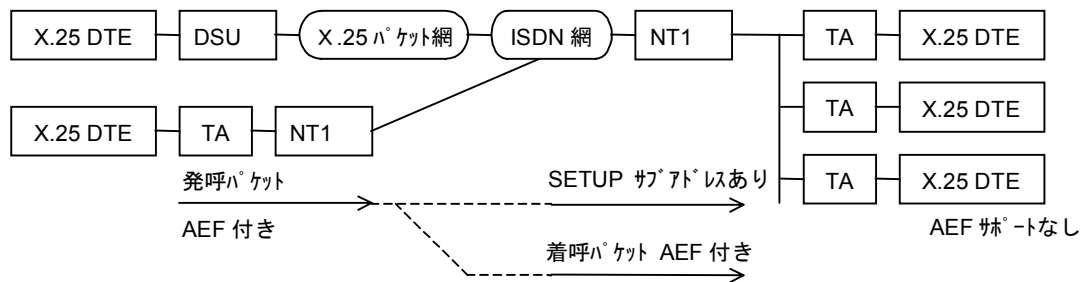 X.25 DTE
DSU
X.25 ﾊﾟｹｯﾄ網
ISDN 網
NT1
TA
X.25 DTE
X.25 DTE
TA
NT1
TA
X.25 DTE
TA
X.25 DTE
発呼ﾊﾟｹｯﾄ
AEF 付き
SETUP ｻﾌﾞｱﾄﾞﾚｽあり
着呼ﾊﾟｹｯﾄ AEF 付き
AEF ｻﾎﾟｰﾄなし